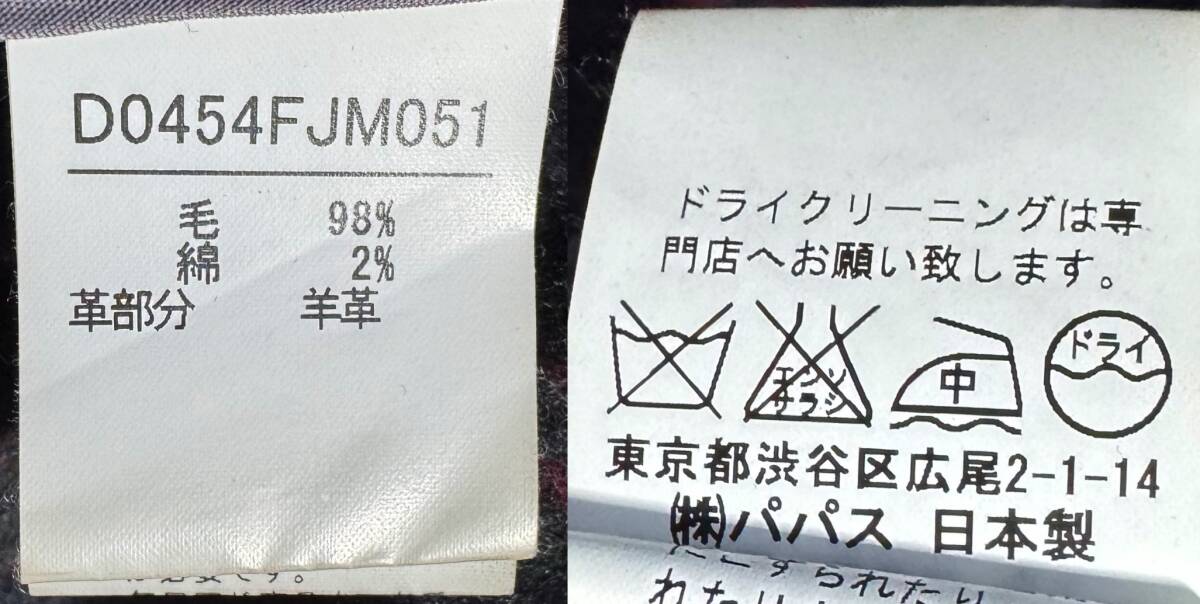 D0454FJM051
毛 98%
綿 2%
革部分 羊革
ドライクリーニングは専
門店へお願い致します。
エンソ
サラシ
中
ドライ
東京都渋谷区広尾2-1-14
㈱パパス 日本製
れたり